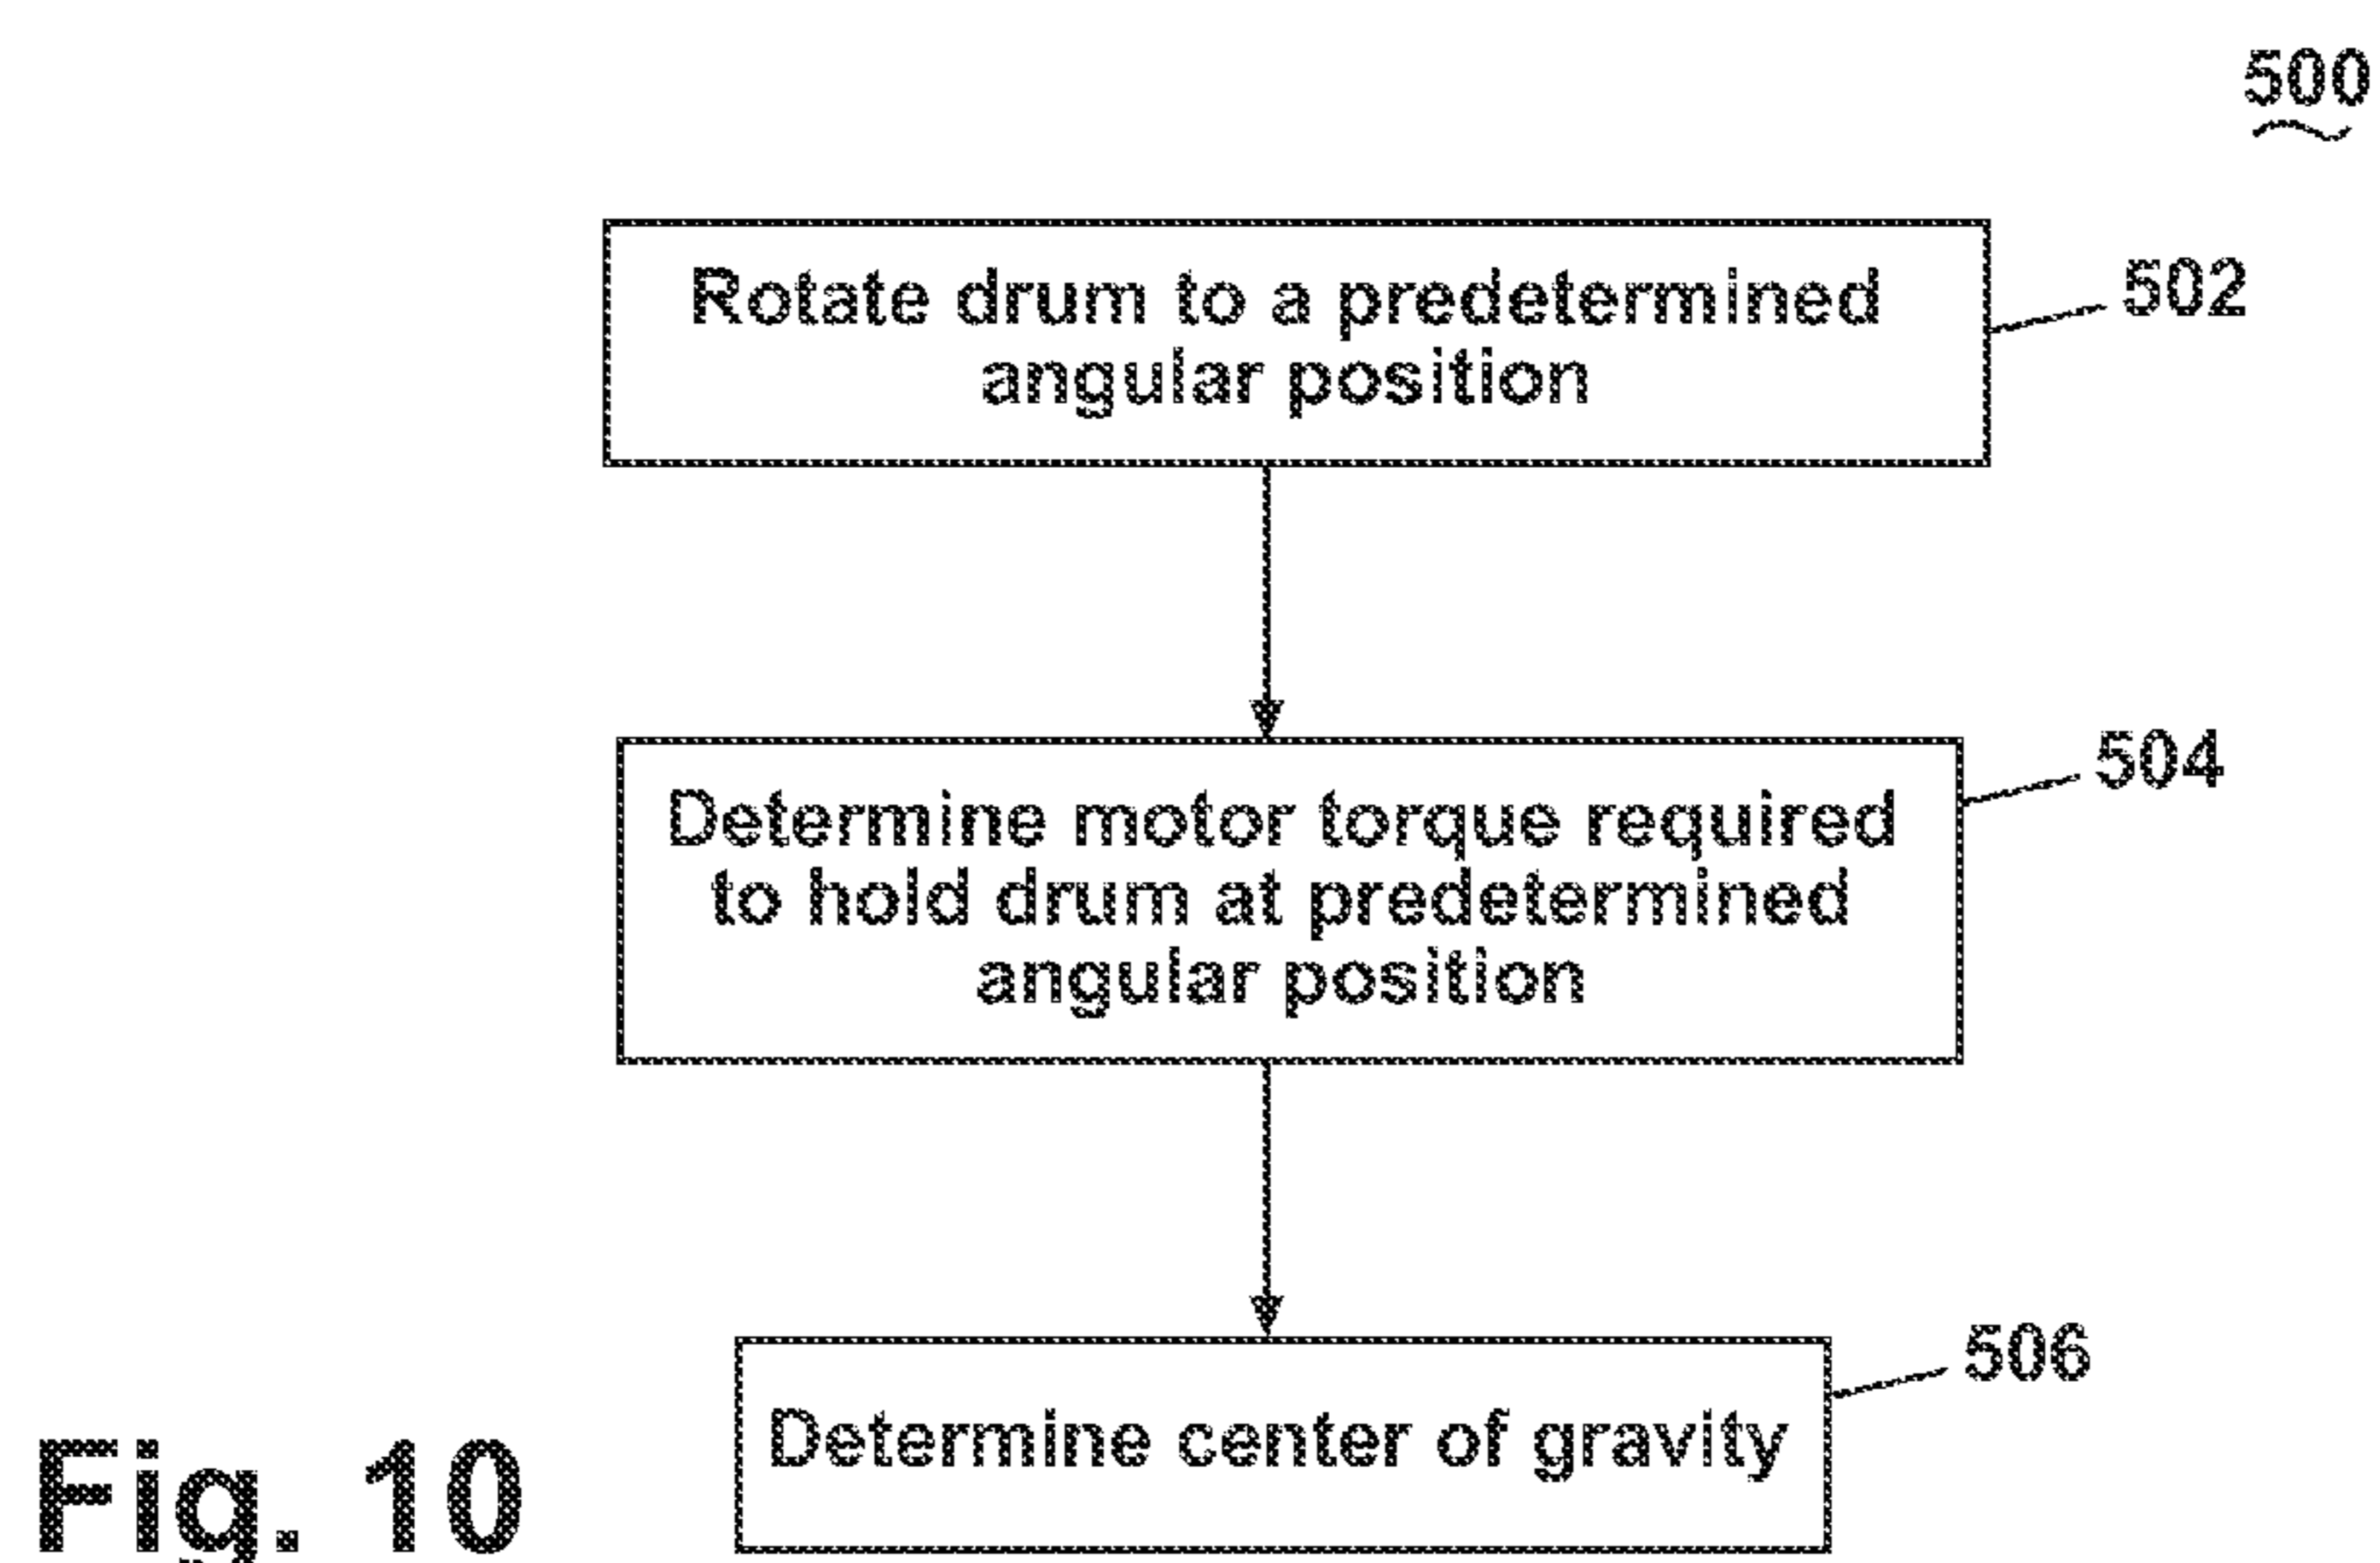 500
Rotate drum to a predetermined
angular position
502
Determine motor torque required
to hold drum at predetermined
angular position
504
Determine center of gravity
506
Fig. 10